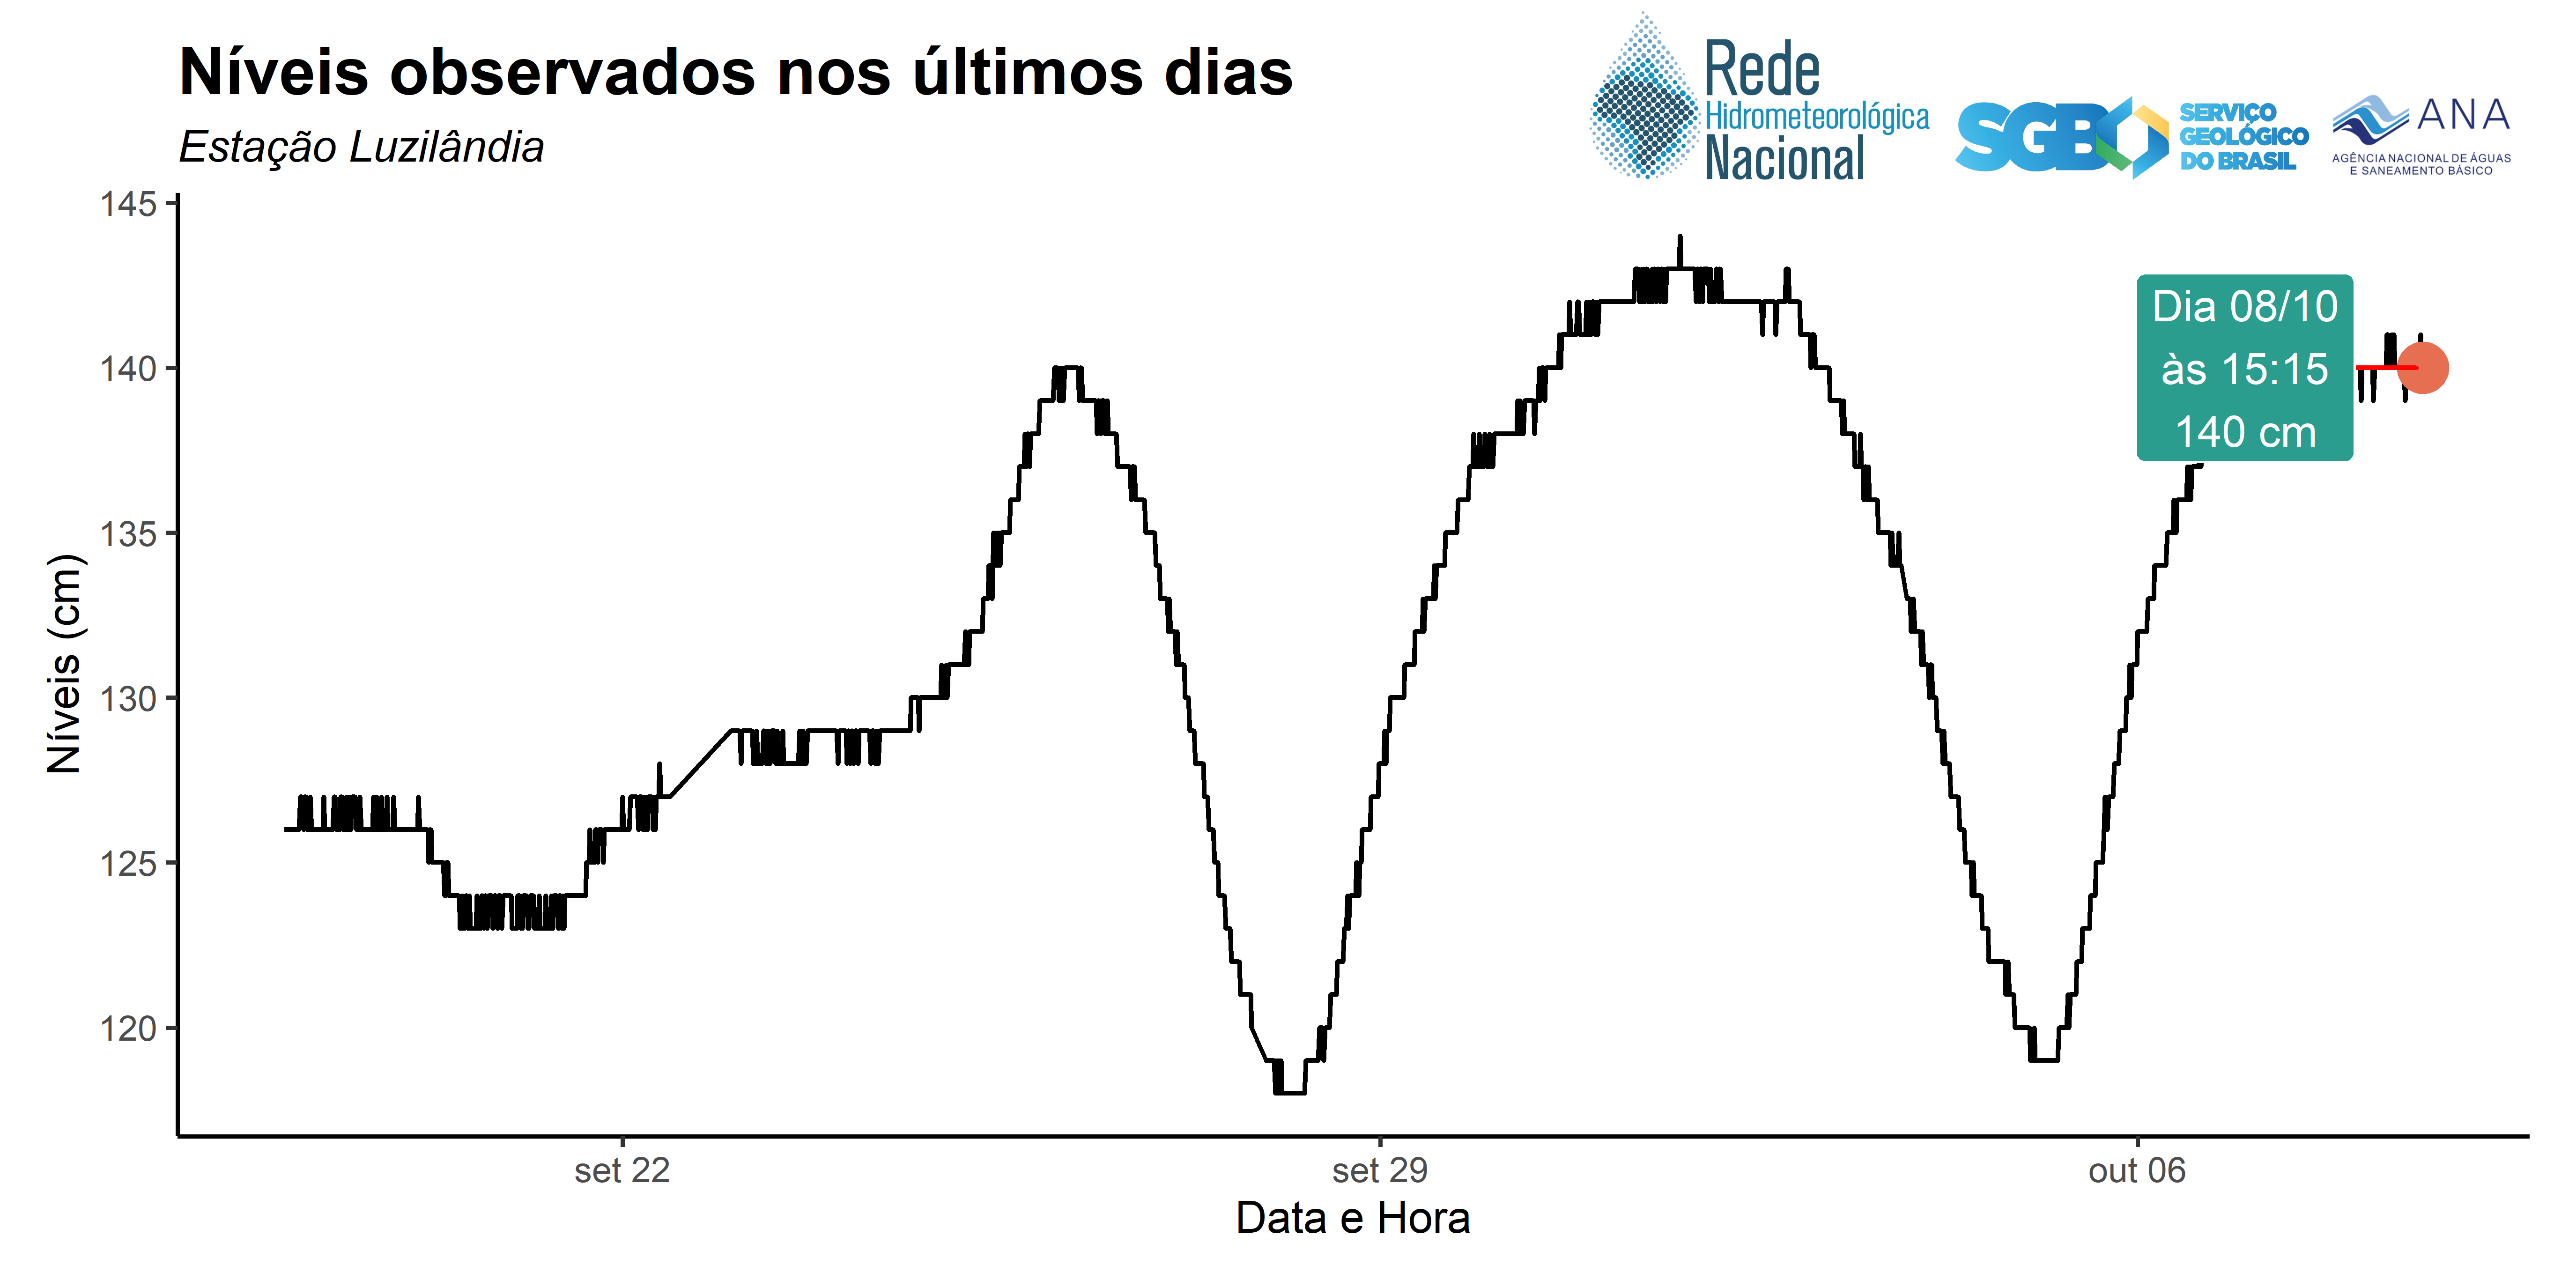 Níveis observados nos últimos dias
Estação Luzilândia
Rede
Hidrometeorológica
Nacional
SGB
SERVIÇO
GEOLÓGICO
DO BRASIL
ANA
AGÊNCIA NACIONAL DE ÁGUAS
E SANEAMENTO BÁSICO
145
140
135
130
125
120
Níveis (cm)
Dia 08/10
às 15:15
140 cm
set 22
set 29
out 06
Data e Hora